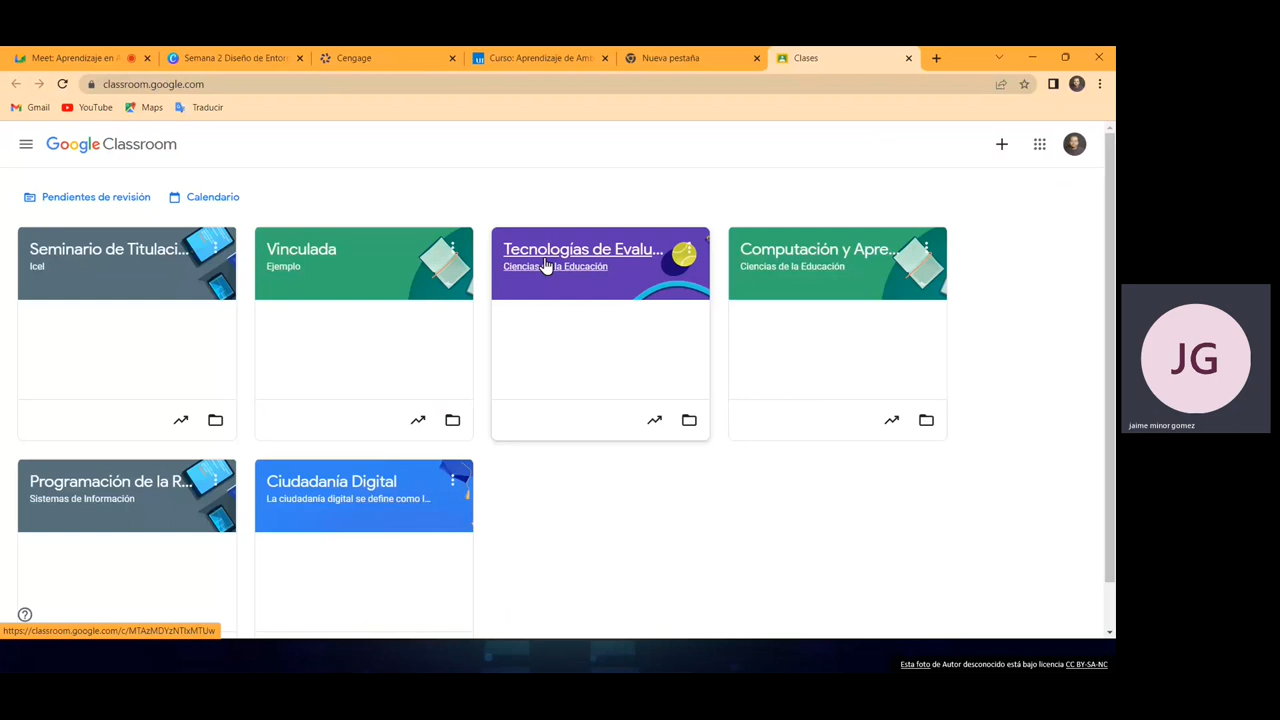 Meet: Aprendizaje en A
Semana 2 Diseño de Entor
Cengage
Curso: Aprendizaje de Amb
Nueva pestaña
Clases
classroom.google.com
Gmail
YouTube
Maps
Traducir
Google Classroom
Pendientes de revisión
Calendario
Seminario de Titulaci...
Icel
Vinculada
Ejemplo
Tecnologías de Evalu...
Ciencias de la Educación
Computación y Apre...
Ciencias de la Educación
JG
jaime minor gomez
Programación de la R...
Sistemas de Información
Ciudadanía Digital
La ciudadanía digital se define como l...
https://classroom.google.com/c/MTAzMDYzNTIxMTUw
Esta foto de Autor desconocido está bajo licencia CC BY-SA-NC